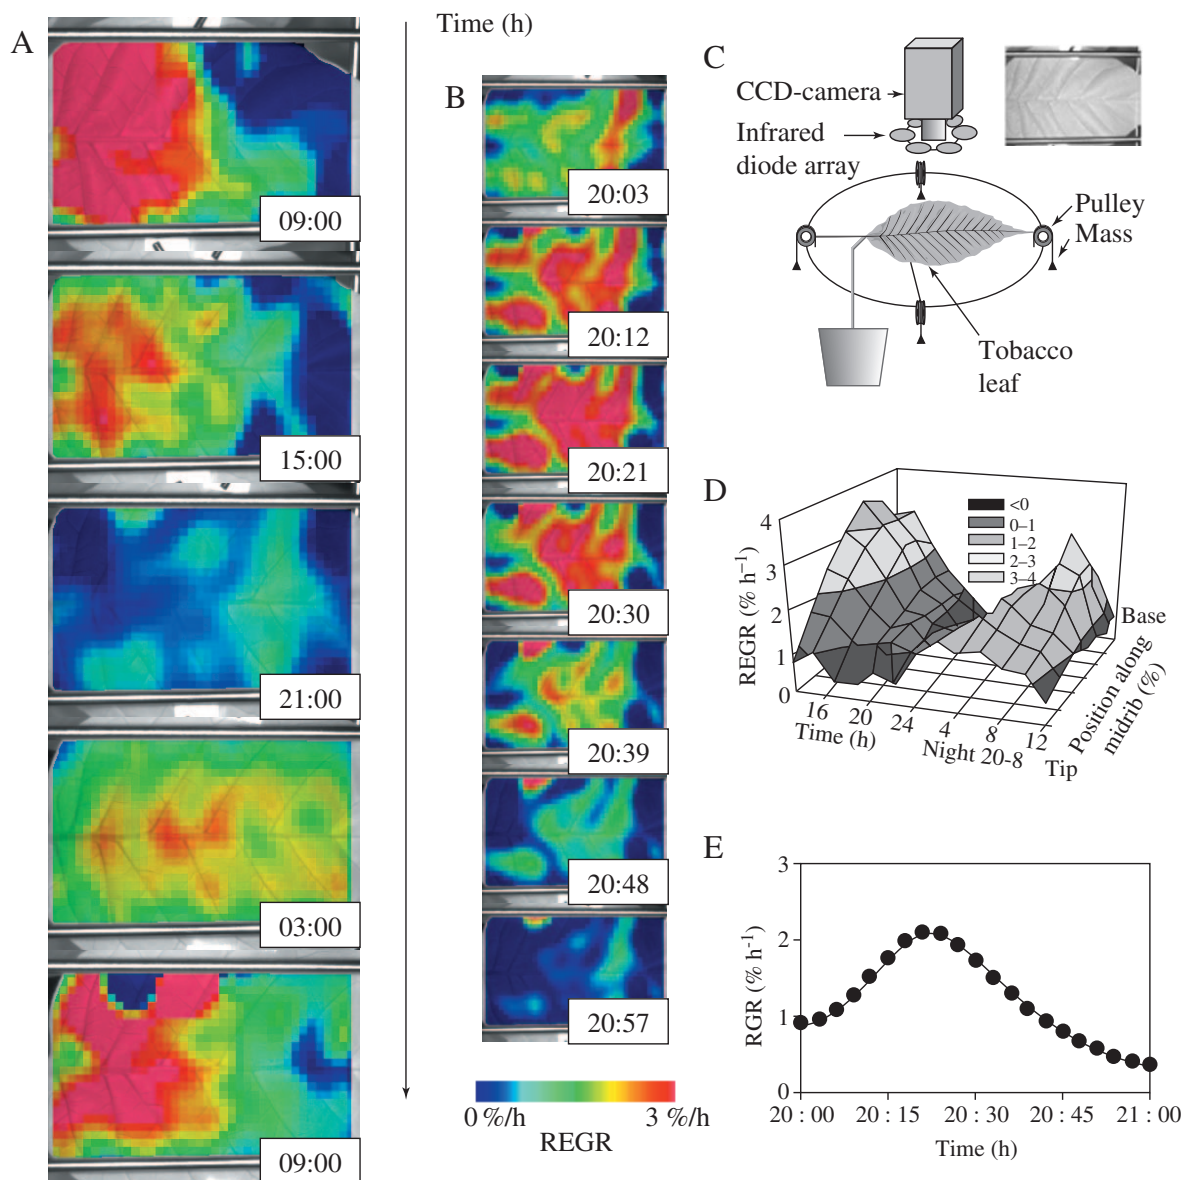 A
09:00
15:00
21:00
03:00
09:00
Time (h)
B
20:03
20:12
20:21
20:30
20:39
20:48
20:57
0 %/h
3 %/h
REGR
C
CCD-camera
Infrared
diode array
Pulley
Mass
Tobacco
leaf
D
REGR (% h⁻¹)
4
3
2
1
0
<0
0–1
1–2
2–3
3–4
16
20
24
4
8
12
Time (h)
Night 20-8
Tip
Base
Position along
midrib (%)
E
RGR (% h⁻¹)
3
2
1
0
20 : 00
20 : 15
20 : 30
20 : 45
21 : 00
Time (h)